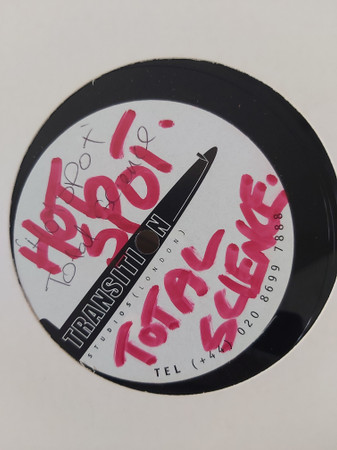 'Hot Spot'
Total Science
HOT
SPOT.
TRANSITION
STUDIOS (LONDON)
TOTAL
SCIENCE.
TEL (+44) 020 8699 7888